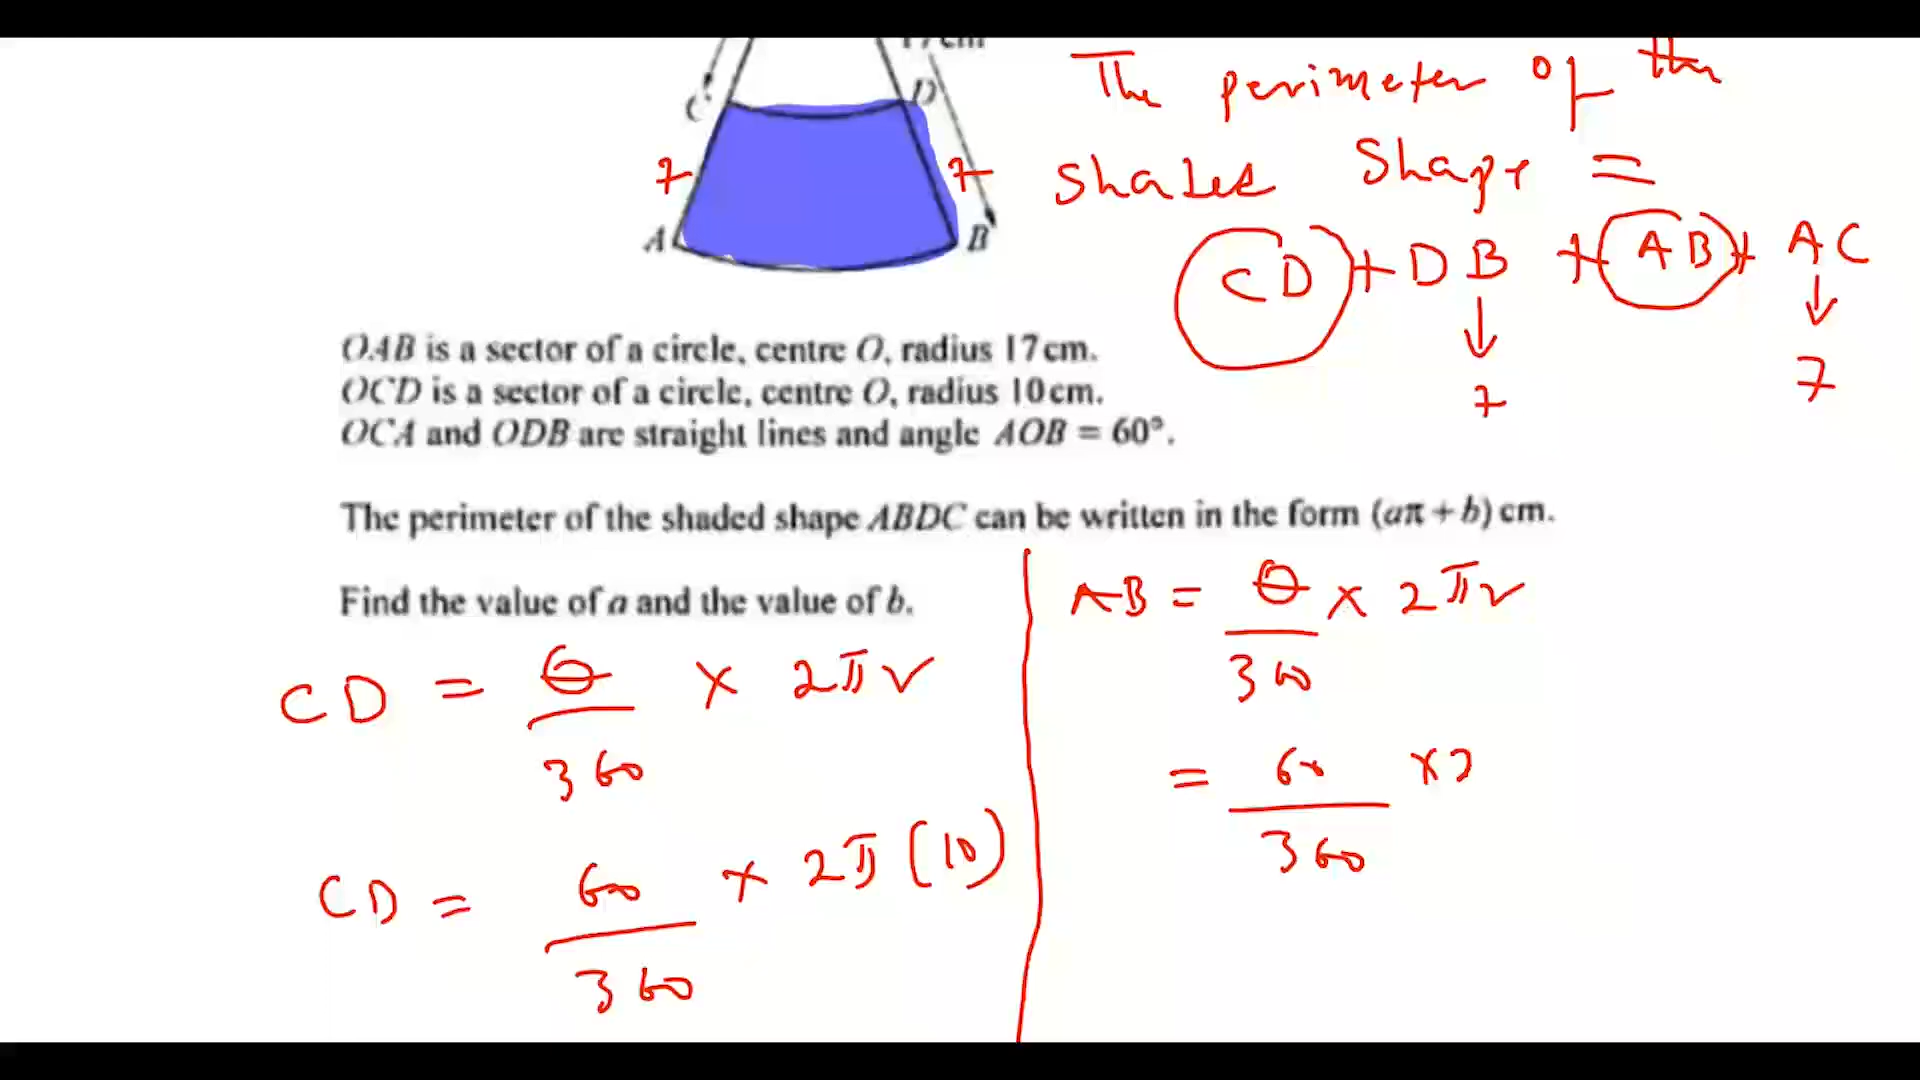 17cm
The perimeter of the
C
D
7
7
shaded shape =
A
B
CD + DB + AB + AC
7
7
OAB is a sector of a circle, centre O, radius 17 cm.
OCD is a sector of a circle, centre O, radius 10 cm.
OCA and ODB are straight lines and angle AOB = 60°.
The perimeter of the shaded shape ABDC can be written in the form (aπ + b) cm.
Find the value of a and the value of b.
CD = θ/360 × 2πr
CD = 60/360 × 2π(10)
AB = θ/360 × 2πr
= 60/360 × 2